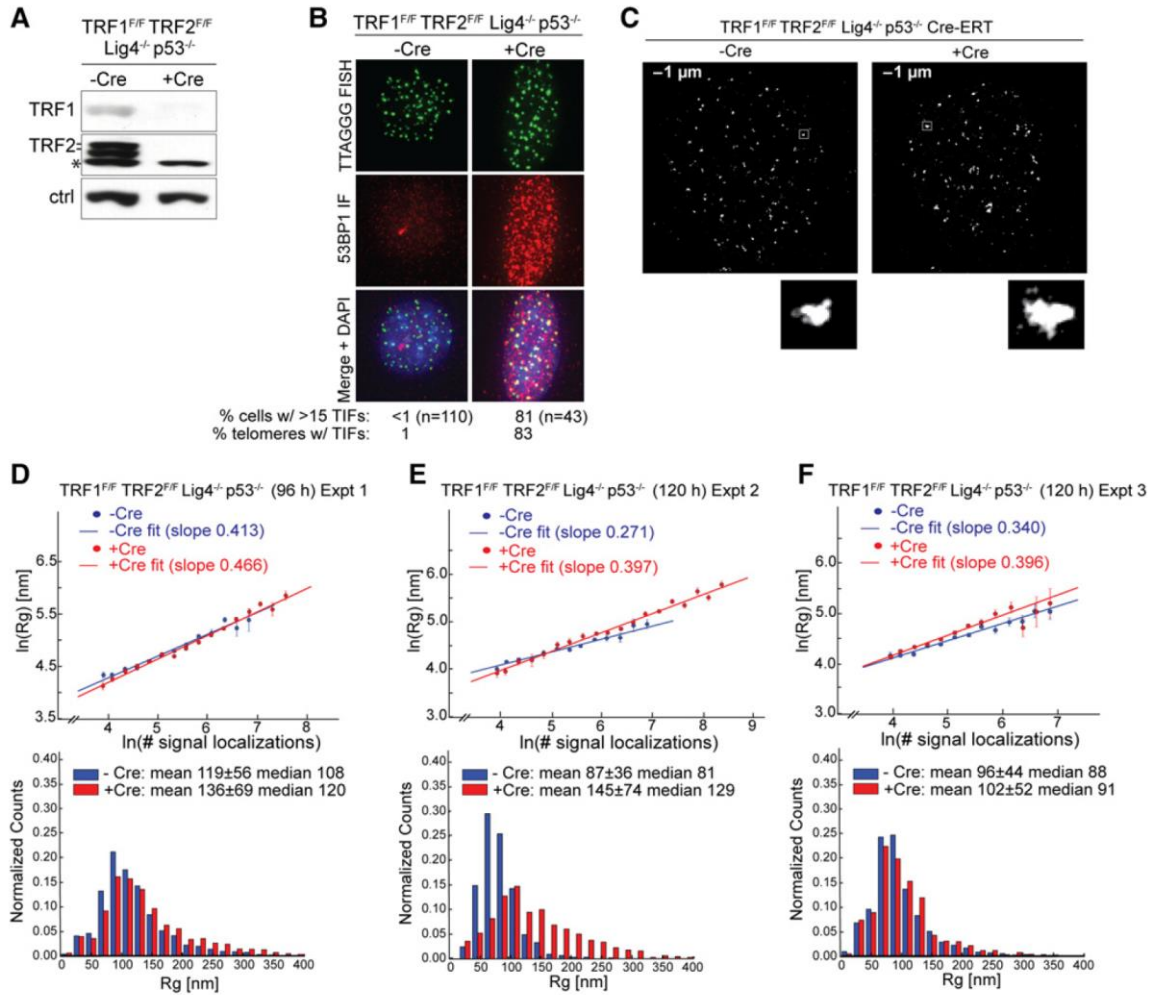 A
TRF1F/F TRF2F/F
Lig4-/- p53-/-
-Cre +Cre
TRF1
TRF2
*
ctrl
B
TRF1F/F TRF2F/F Lig4-/- p53-/-
-Cre +Cre
TTAGGG FISH
53BP1 IF
Merge + DAPI
% cells w/ >15 TIFs: <1 (n=110) 81 (n=43)
% telomeres w/ TIFs: 1 83
C
TRF1F/F TRF2F/F Lig4-/- p53-/- Cre-ERT
-Cre +Cre
1 µm
1 µm
D
TRF1F/F TRF2F/F Lig4-/- p53-/- (96 h) Expt 1
-Cre
-Cre fit (slope 0.413)
+Cre
+Cre fit (slope 0.466)
ln(Rg) [nm]
6.5
5.5
4.5
3.5
4 5 6 7 8
ln(# signal localizations)
- Cre: mean 119±56 median 108
+Cre: mean 136±69 median 120
Normalized Counts
0.40
0.35
0.30
0.25
0.20
0.15
0.10
0.05
0.00
0 50 100 150 200 250 300 350 400
Rg [nm]
E
TRF1F/F TRF2F/F Lig4-/- p53-/- (120 h) Expt 2
-Cre
-Cre fit (slope 0.271)
+Cre
+Cre fit (slope 0.397)
ln(Rg) [nm]
6.0
5.0
4.0
3.0
4 5 6 7 8 9
ln(# signal localizations)
- Cre: mean 87±36 median 81
+Cre: mean 145±74 median 129
Normalized Counts
0.40
0.35
0.30
0.25
0.20
0.15
0.10
0.05
0.00
0 50 100 150 200 250 300 350 400
Rg [nm]
F
TRF1F/F TRF2F/F Lig4-/- p53-/- (120 h) Expt 3
-Cre
-Cre fit (slope 0.340)
+Cre
+Cre fit (slope 0.396)
ln(Rg) [nm]
6.0
5.0
4.0
3.0
4 5 6 7
ln(# signal localizations)
- Cre: mean 96±44 median 88
+Cre: mean 102±52 median 91
Normalized Counts
0.40
0.35
0.30
0.25
0.20
0.15
0.10
0.05
0.00
0 50 100 150 200 250 300 350 400
Rg [nm]